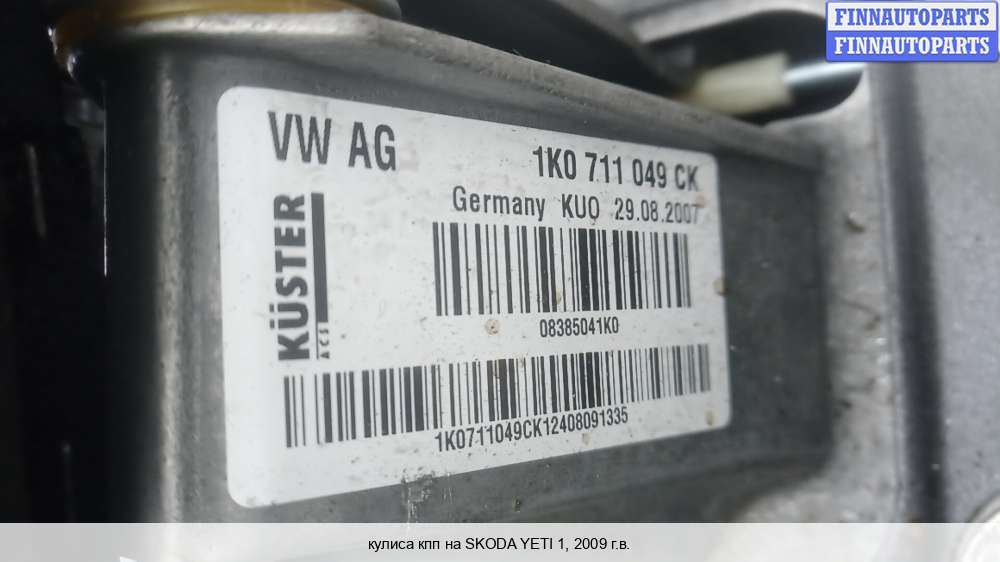 FINNAUTOPARTS
FINNAUTOPARTS
VW AG
1K0 711 049 CK
Germany KUO 29.08.2007
KÜSTER
ACS
08385041K0
1K0711049CK12408091335
кулиса кпп на SKODA YETI 1, 2009 г.в.